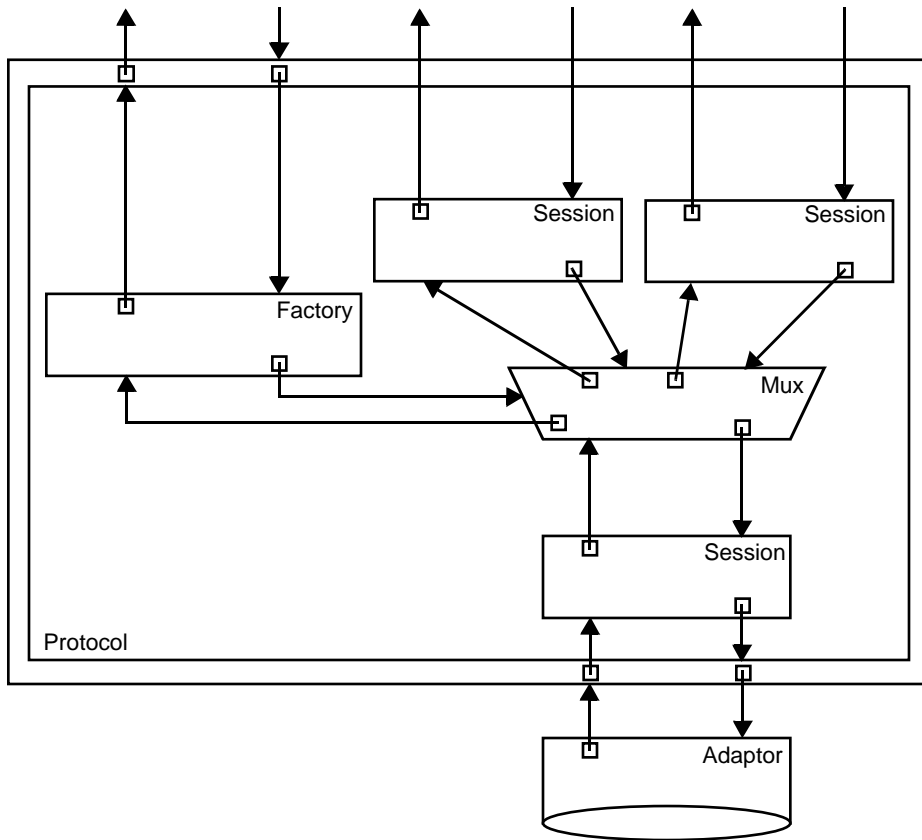 Session
Session
Factory
Mux
Session
Protocol
Adaptor